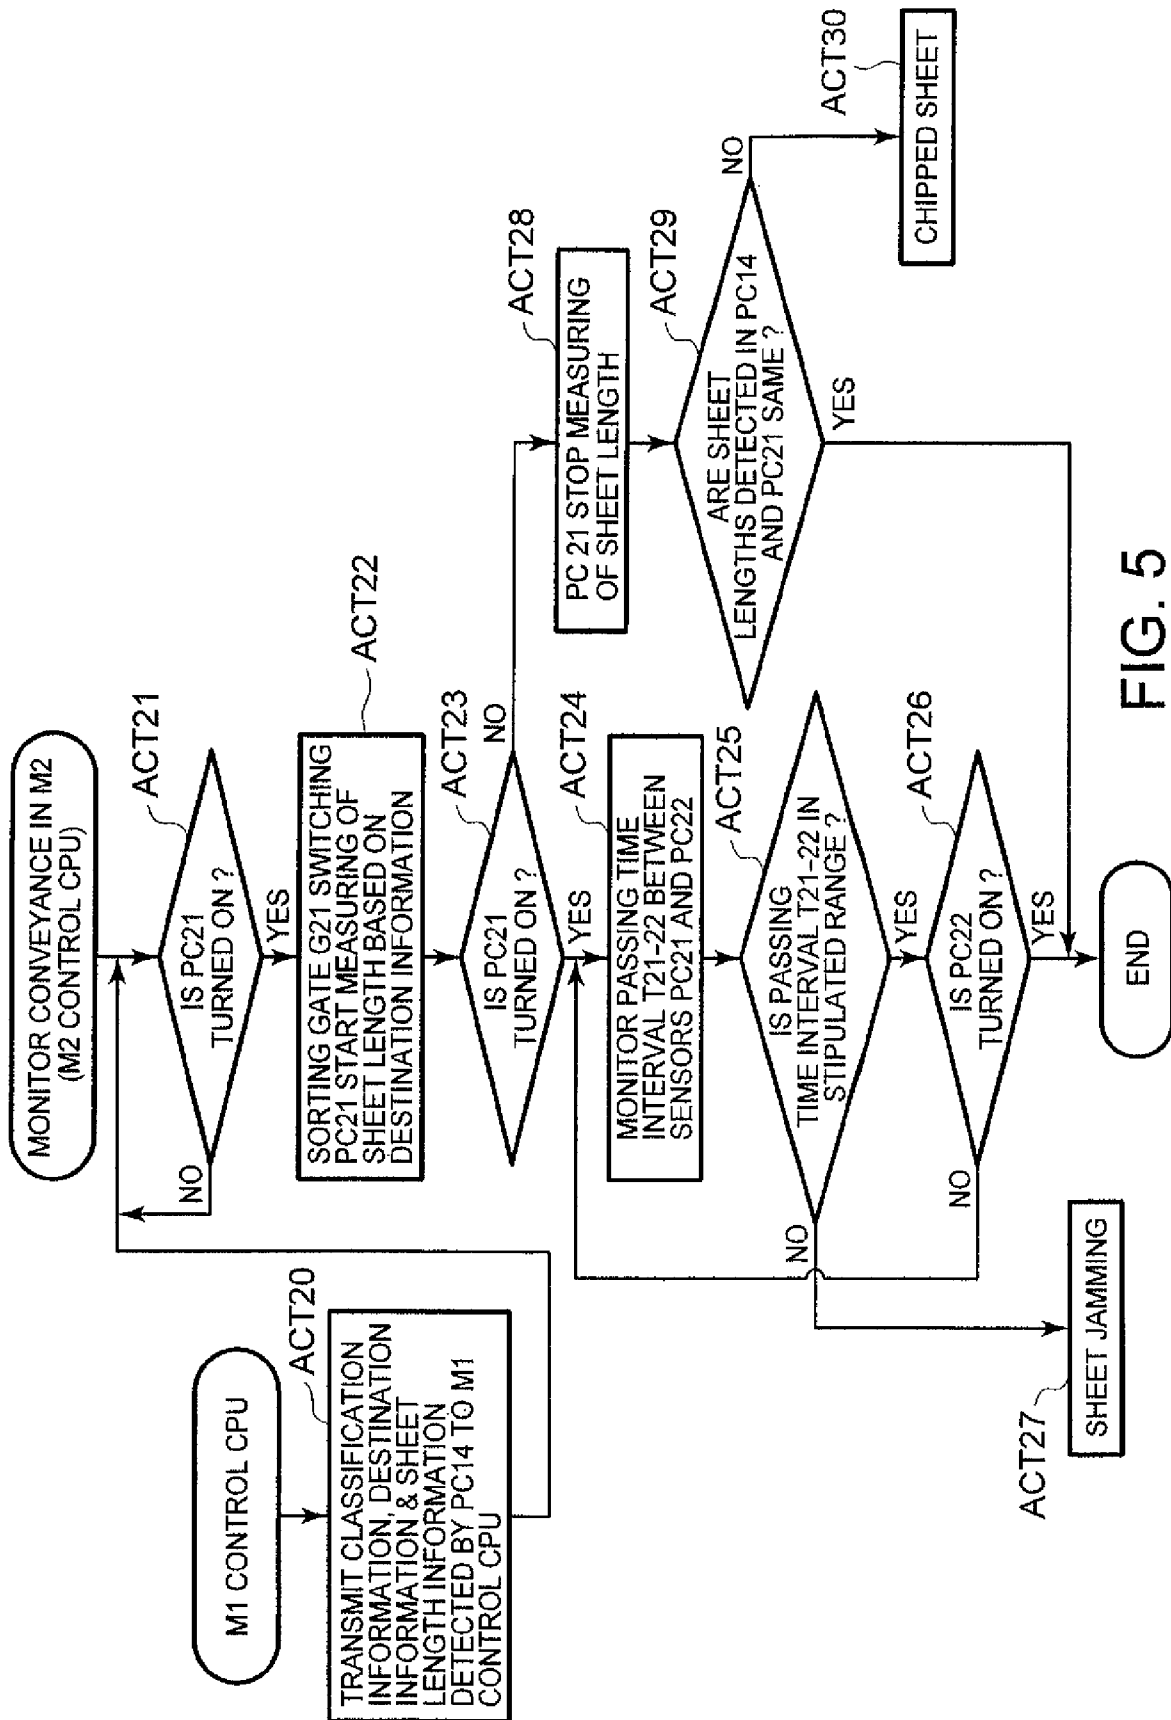 M1 CONTROL CPU
ACT20
TRANSMIT CLASSIFICATION
INFORMATION, DESTINATION
INFORMATION & SHEET
LENGTH INFORMATION
DETECTED BY PC14 TO M1
CONTROL CPU
MONITOR CONVEYANCE IN M2
(M2 CONTROL CPU)
ACT21
IS PC21
TURNED ON ?
NO
YES
ACT22
SORTING GATE G21 SWITCHING
PC21 START MEASURING OF
SHEET LENGTH BASED ON
DESTINATION INFORMATION
ACT23
IS PC21
TURNED ON ?
NO
YES
ACT24
MONITOR PASSING TIME
INTERVAL T21-22 BETWEEN
SENSORS PC21 AND PC22
ACT25
IS PASSING
TIME INTERVAL T21-22 IN
STIPULATED RANGE ?
NO
YES
ACT26
IS PC22
TURNED ON ?
NO
YES
ACT27
SHEET JAMMING
END
ACT28
PC 21 STOP MEASURING
OF SHEET LENGTH
ACT29
ARE SHEET
LENGTHS DETECTED IN PC14
AND PC21 SAME ?
NO
YES
ACT30
CHIPPED SHEET
FIG. 5